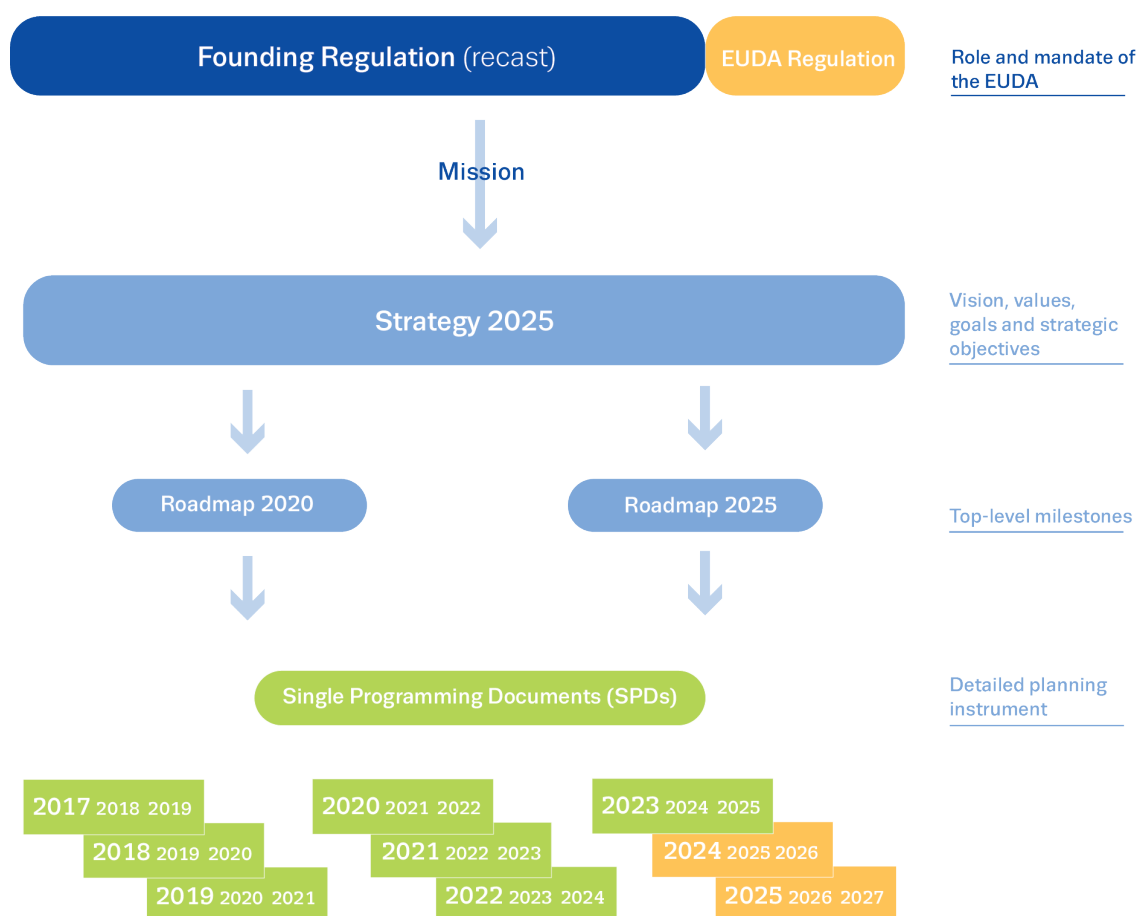 Founding Regulation (recast)
EUDA Regulation
Role and mandate of
the EUDA
Mission
Strategy 2025
Vision, values,
goals and strategic
objectives
Roadmap 2020
Roadmap 2025
Top-level milestones
Single Programming Documents (SPDs)
Detailed planning
instrument
2017 2018 2019
2018 2019 2020
2019 2020 2021
2020 2021 2022
2021 2022 2023
2022 2023 2024
2023 2024 2025
2024 2025 2026
2025 2026 2027